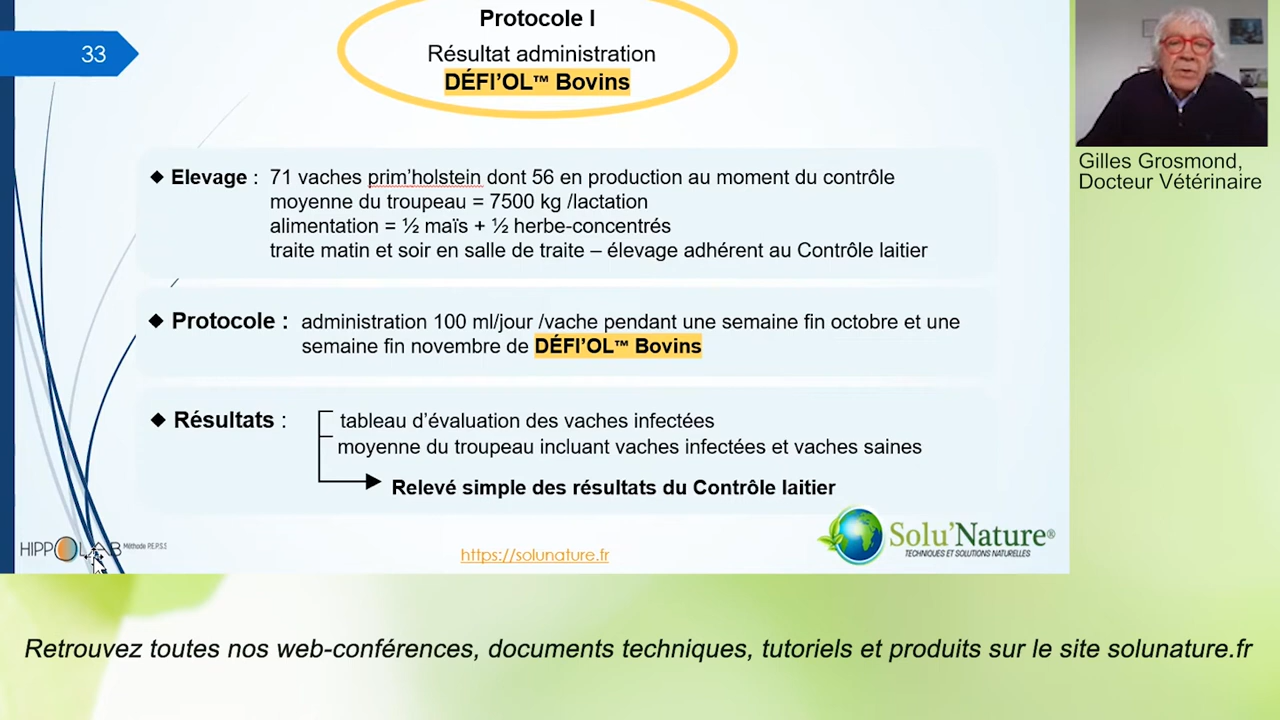 33
Protocole I
Résultat administration
DÉFI'OL™ Bovins
Gilles Grosmond,
Docteur Vétérinaire
◆ Elevage : 71 vaches prim'holstein dont 56 en production au moment du contrôle
moyenne du troupeau = 7500 kg /lactation
alimentation = ½ maïs + ½ herbe-concentrés
traite matin et soir en salle de traite – élevage adhérent au Contrôle laitier
◆ Protocole : administration 100 ml/jour /vache pendant une semaine fin octobre et une
semaine fin novembre de DÉFI'OL™ Bovins
◆ Résultats : tableau d'évaluation des vaches infectées
moyenne du troupeau incluant vaches infectées et vaches saines
Relevé simple des résultats du Contrôle laitier
HIPPOLAB Méthode P.E.P.S.S
https://solunature.fr
Solu'Nature®
TECHNIQUES ET SOLUTIONS NATURELLES
Retrouvez toutes nos web-conférences, documents techniques, tutoriels et produits sur le site solunature.fr